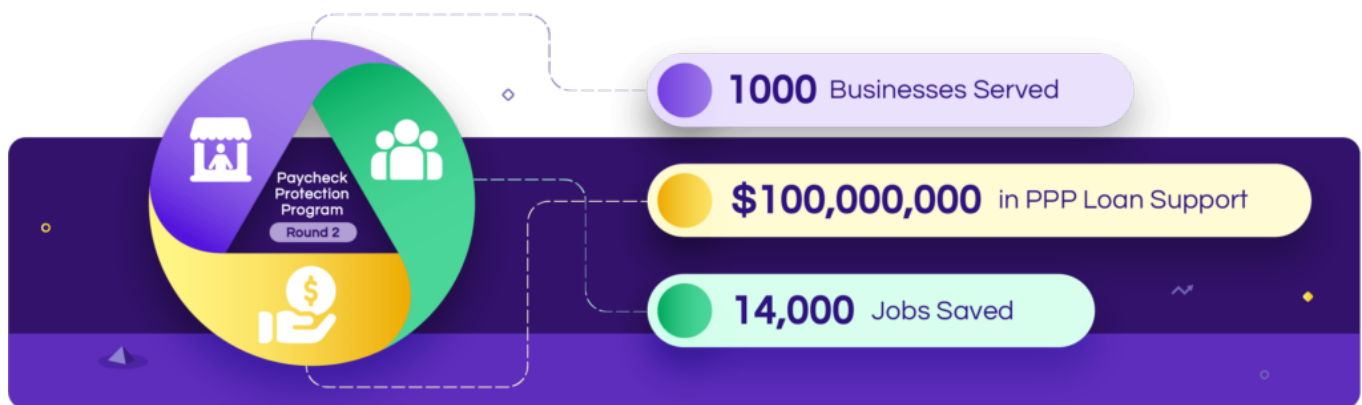 Paycheck
Protection
Program
Round 2
1000 Businesses Served
$100,000,000 in PPP Loan Support
14,000 Jobs Saved